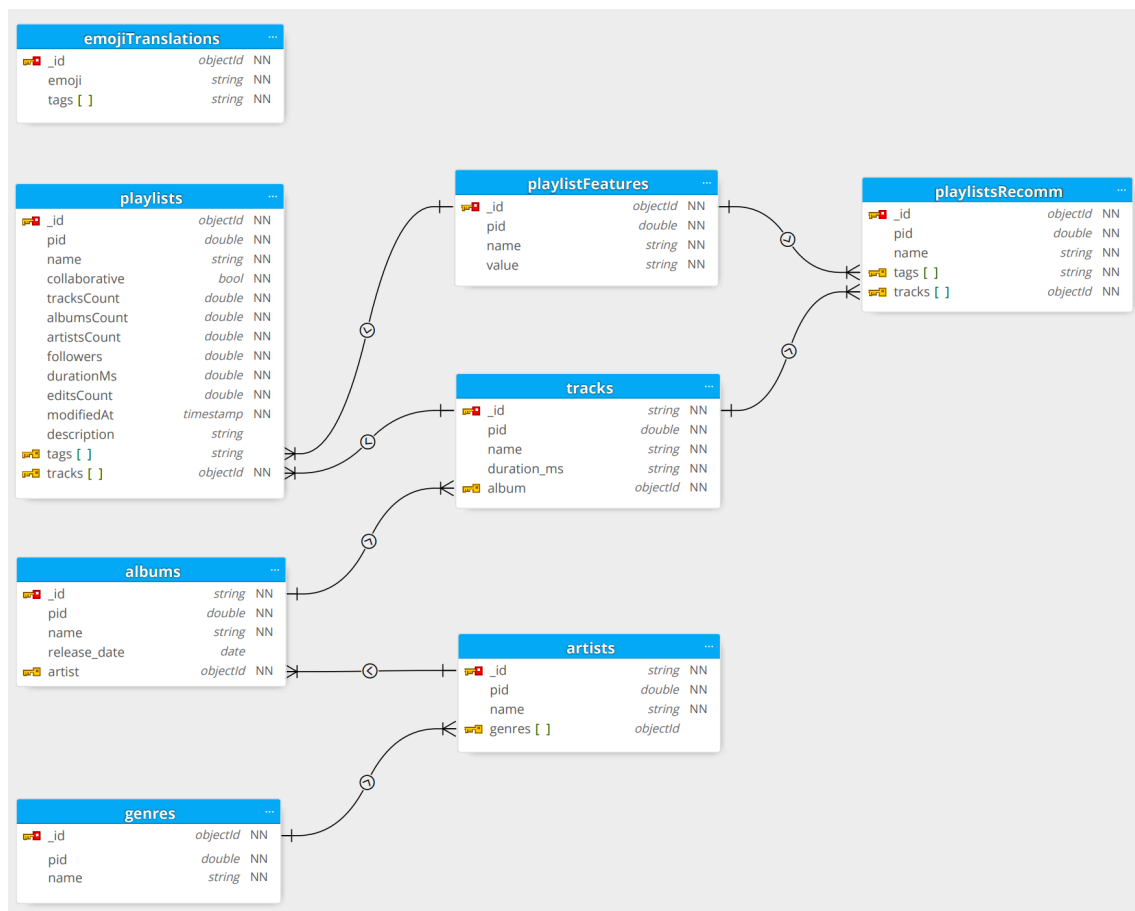 emojiTranslations ...
_id objectId NN
emoji string NN
tags [ ] string NN
playlists ...
_id objectId NN
pid double NN
name string NN
collaborative bool NN
tracksCount double NN
albumsCount double NN
artistsCount double NN
followers double NN
durationMs double NN
editsCount double NN
modifiedAt timestamp NN
description string
tags [ ] string
tracks [ ] objectId NN
playlistFeatures ...
_id objectId NN
pid double NN
name string NN
value string NN
playlistsRecomm ...
_id objectId NN
pid double NN
name string NN
tags [ ] string NN
tracks [ ] objectId NN
tracks ...
_id string NN
pid double NN
name string NN
duration_ms string NN
album objectId NN
albums ...
_id string NN
pid double NN
name string NN
release_date date
artist objectId NN
artists ...
_id string NN
pid double NN
name string NN
genres [ ] objectId
genres ...
_id objectId NN
pid double NN
name string NN